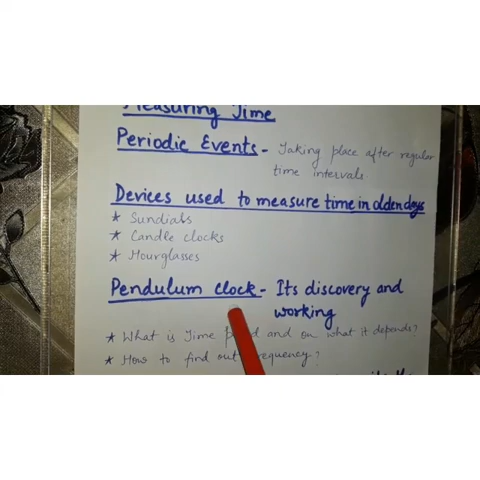 Measuring Time
Periodic Events - Taking place after regular
time intervals
Devices used to measure time in olden days
* Sundials
* Candle clocks
* Hourglasses
Pendulum clock - Its discovery and
working
* What is Time and on what it depends?
* How to find out frequency?